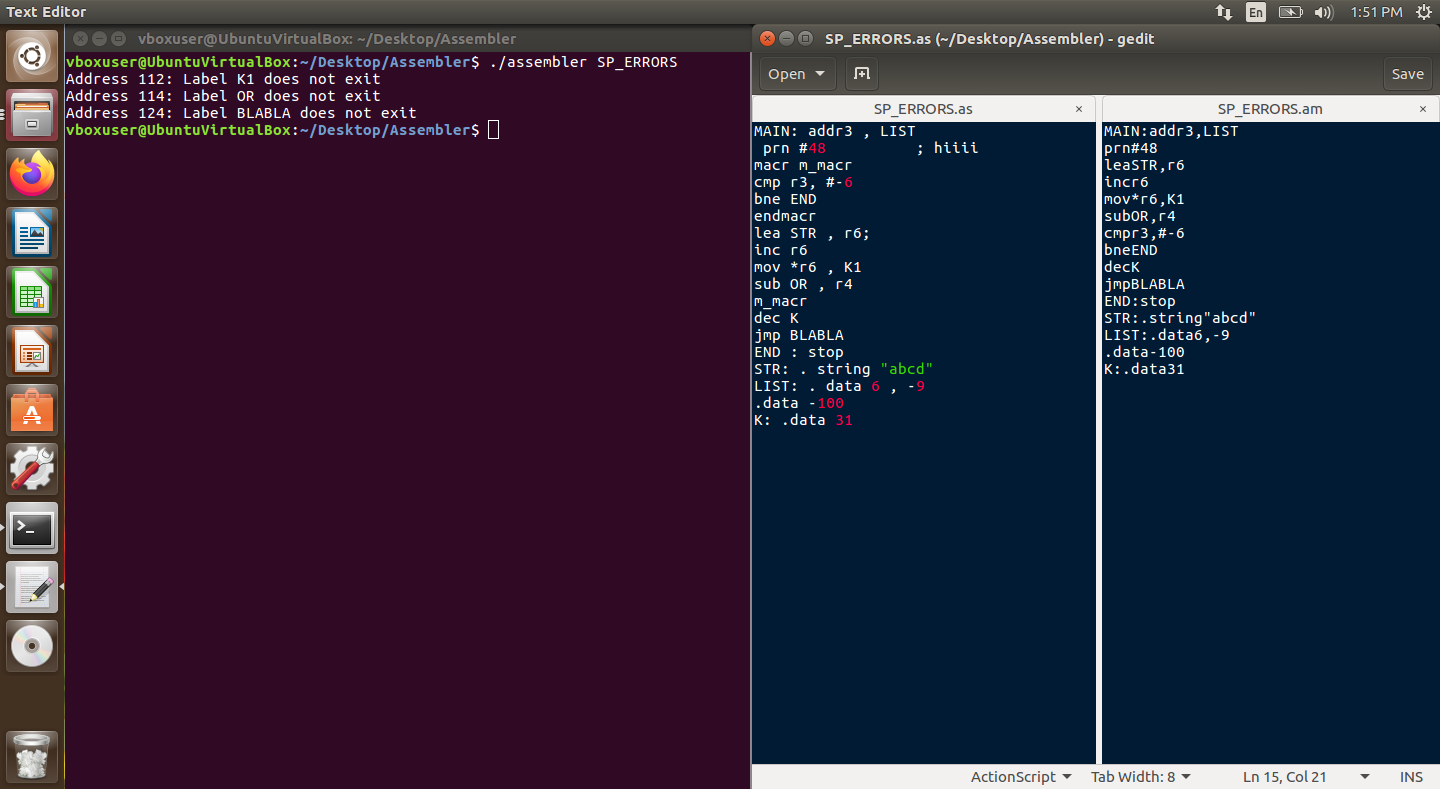 Text Editor
En
1:51 PM
vboxuser@UbuntuVirtualBox: ~/Desktop/Assembler
vboxuser@UbuntuVirtualBox:~/Desktop/Assembler$ ./assembler SP_ERRORS
Address 112: Label K1 does not exit
Address 114: Label OR does not exit
Address 124: Label BLABLA does not exit
vboxuser@UbuntuVirtualBox:~/Desktop/Assembler$
SP_ERRORS.as (~/Desktop/Assembler) - gedit
Open
Save
SP_ERRORS.as ×
MAIN: addr3 , LIST
prn #48 ; hiiii
macr m_macr
cmp r3, #-6
bne END
endmacr
lea STR , r6;
inc r6
mov *r6 , K1
sub OR , r4
m_macr
dec K
jmp BLABLA
END : stop
STR: . string "abcd"
LIST: . data 6 , -9
.data -100
K: .data 31
SP_ERRORS.am ×
MAIN:addr3,LIST
prn#48
leaSTR,r6
incr6
mov*r6,K1
subOR,r4
cmpr3,#-6
bneEND
decK
jmpBLABLA
END:stop
STR:.string"abcd"
LIST:.data6,-9
.data-100
K:.data31
ActionScript
Tab Width: 8
Ln 15, Col 21
INS